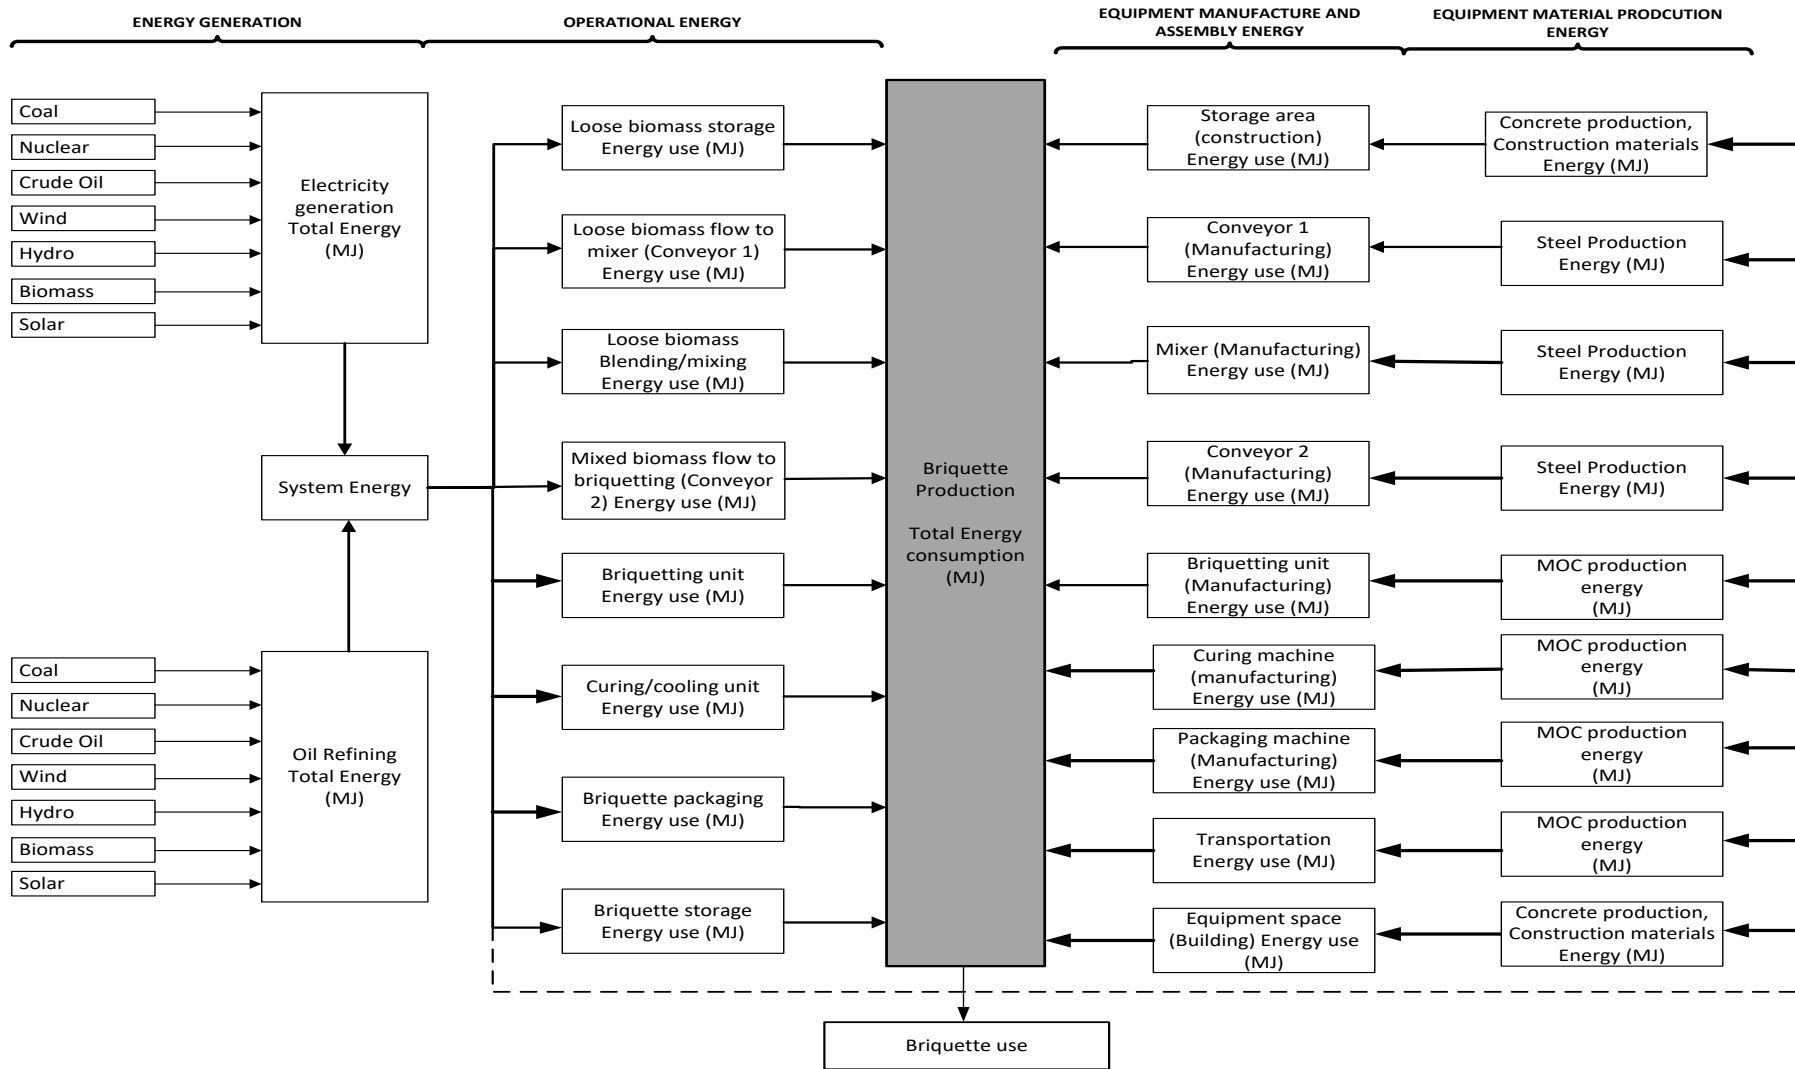 ENERGY GENERATION
OPERATIONAL ENERGY
EQUIPMENT MANUFACTURE AND
ASSEMBLY ENERGY
EQUIPMENT MATERIAL PRODCUTION
ENERGY
Coal
Nuclear
Crude Oil
Wind
Hydro
Biomass
Solar
Electricity
generation
Total Energy
(MJ)
System Energy
Coal
Nuclear
Crude Oil
Wind
Hydro
Biomass
Solar
Oil Refining
Total Energy
(MJ)
Loose biomass storage
Energy use (MJ)
Loose biomass flow to
mixer (Conveyor 1)
Energy use (MJ)
Loose biomass
Blending/mixing
Energy use (MJ)
Mixed biomass flow to
briquetting (Conveyor
2) Energy use (MJ)
Briquetting unit
Energy use (MJ)
Curing/cooling unit
Energy use (MJ)
Briquette packaging
Energy use (MJ)
Briquette storage
Energy use (MJ)
Briquette
Production
Total Energy
consumption
(MJ)
Storage area
(construction)
Energy use (MJ)
Conveyor 1
(Manufacturing)
Energy use (MJ)
Mixer (Manufacturing)
Energy use (MJ)
Conveyor 2
(Manufacturing)
Energy use (MJ)
Briquetting unit
(Manufacturing)
Energy use (MJ)
Curing machine
(manufacturing)
Energy use (MJ)
Packaging machine
(Manufacturing)
Energy use (MJ)
Transportation
Energy use (MJ)
Equipment space
(Building) Energy use
(MJ)
Concrete production,
Construction materials
Energy (MJ)
Steel Production
Energy (MJ)
Steel Production
Energy (MJ)
Steel Production
Energy (MJ)
MOC production
energy
(MJ)
MOC production
energy
(MJ)
MOC production
energy
(MJ)
MOC production
energy
(MJ)
Concrete production,
Construction materials
Energy (MJ)
Briquette use